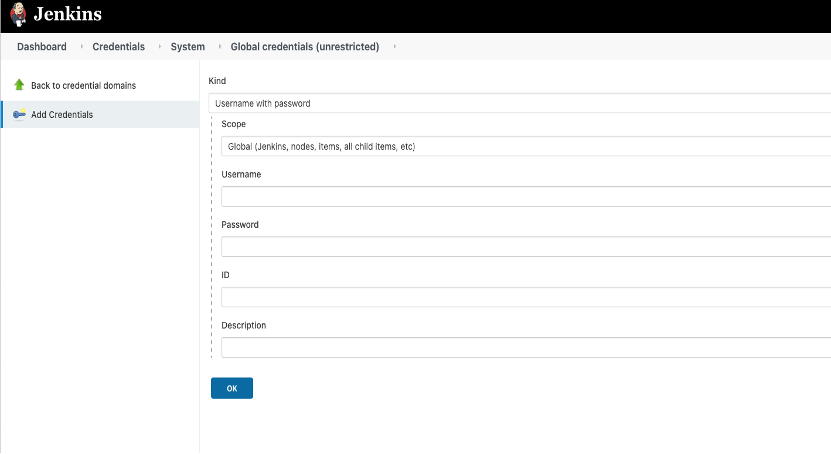 Jenkins
Dashboard Credentials System Global credentials (unrestricted)
Back to credential domains
Add Credentials
Kind
Username with password
Scope
Global (Jenkins, nodes, items, all child items, etc)
Username
Password
ID
Description
OK